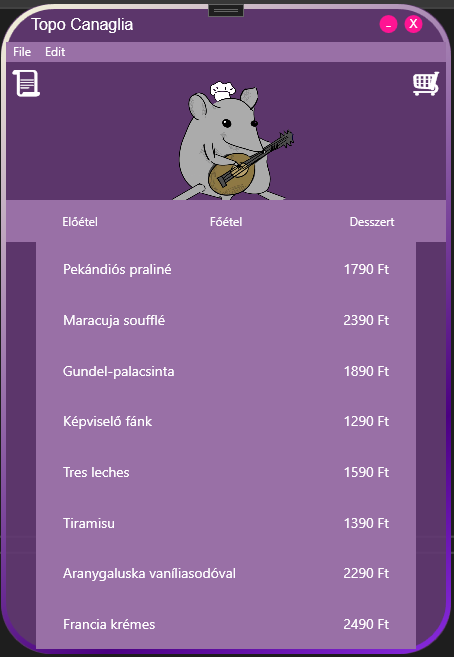 Topo Canaglia
X
File Edit
Előétel Főétel Desszert
Pekándiós praliné 1790 Ft
Maracuja soufflé 2390 Ft
Gundel-palacsinta 1890 Ft
Képviselő fánk 1290 Ft
Tres leches 1590 Ft
Tiramisu 1390 Ft
Aranygaluska vaníliasodóval 2290 Ft
Francia krémes 2490 Ft